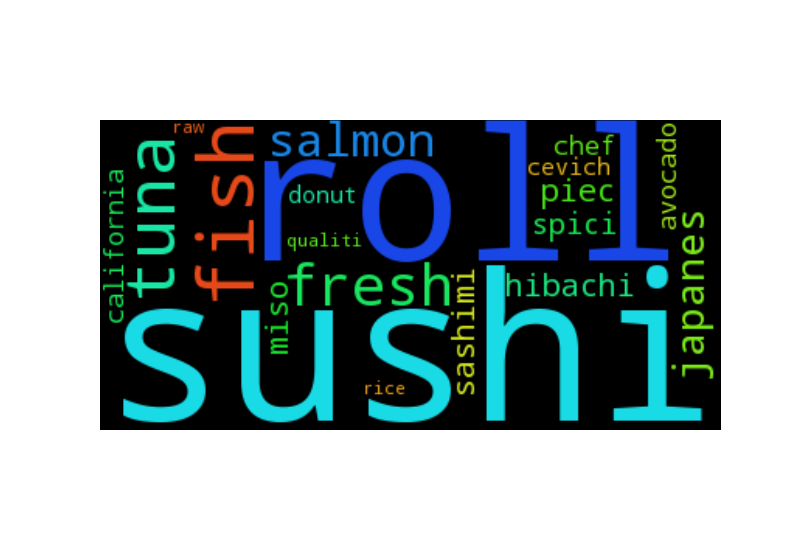 raw
salmon
chef
avocado
tuna
fish
roll
cevich
donut
piec
california
spici
qualiti
japanes
fresh
hibachi
miso
sashimi
sushi
rice